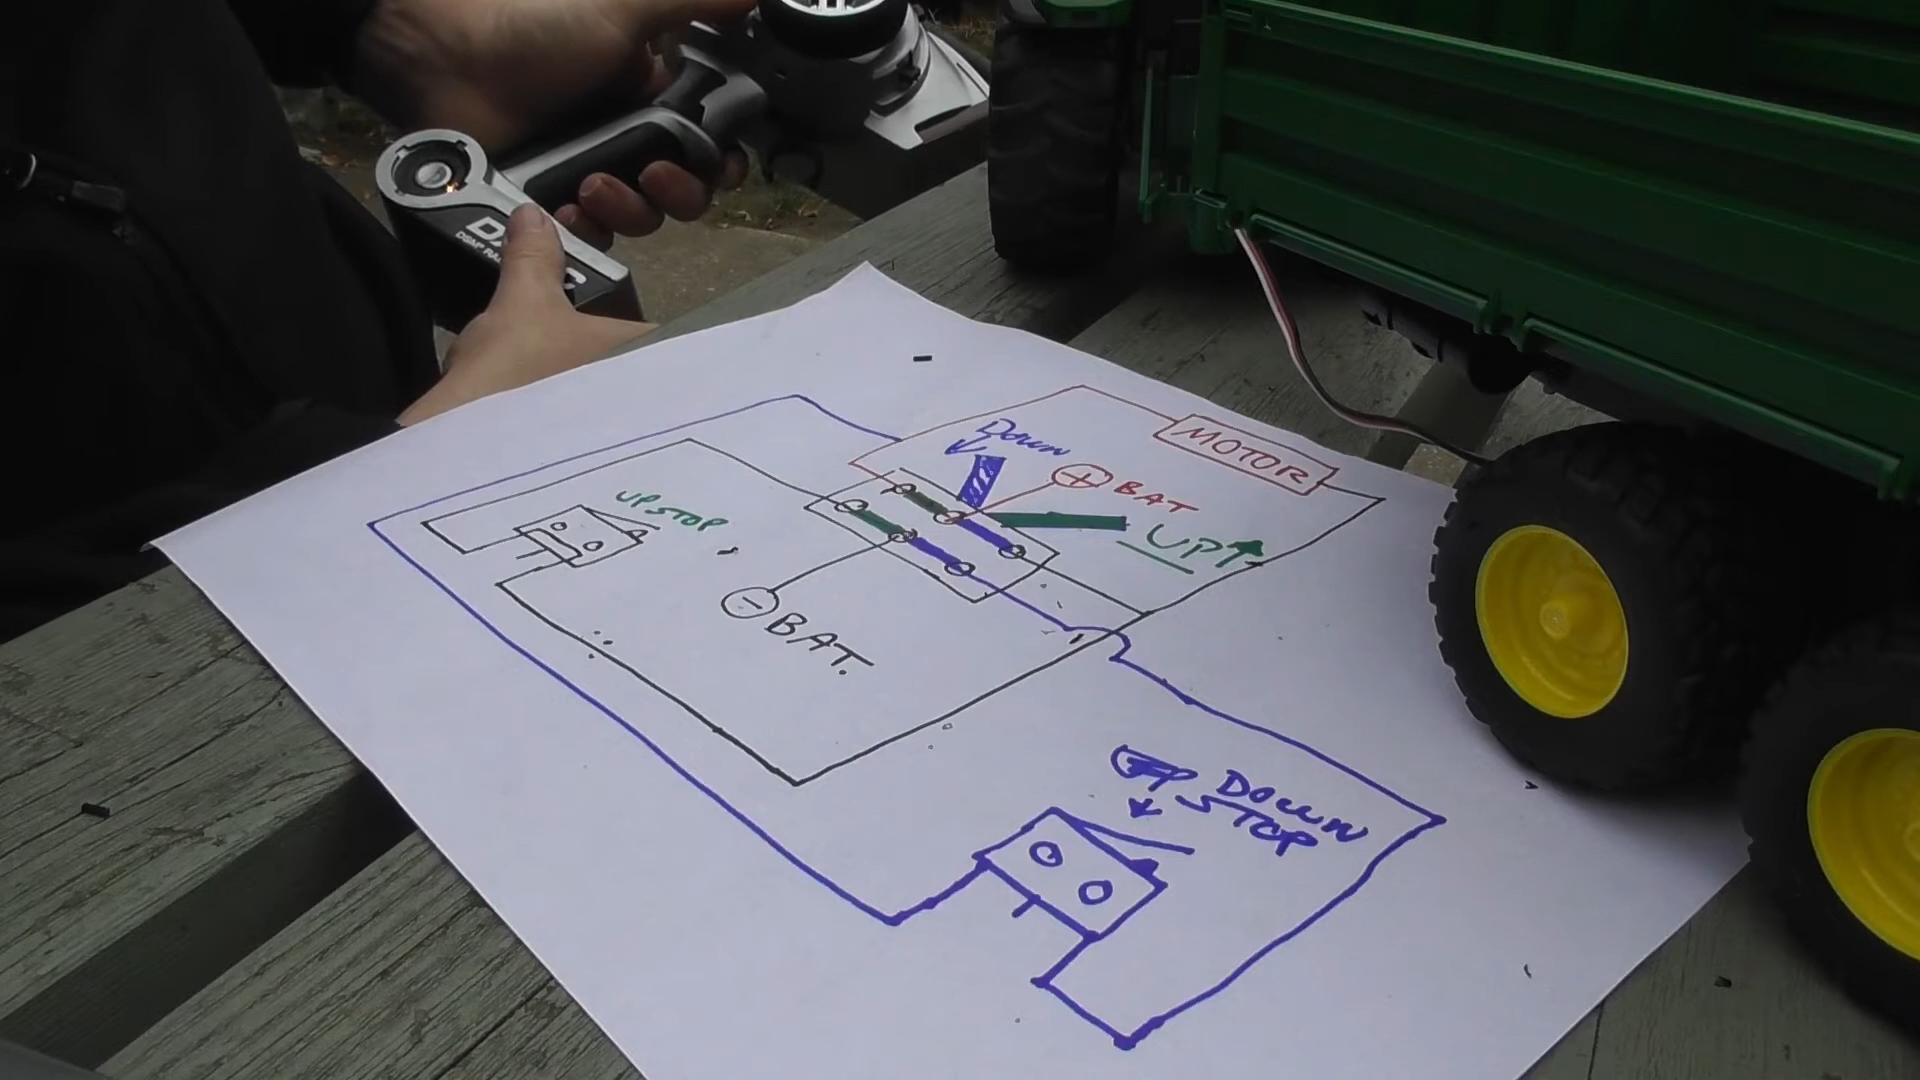 MOTOR
DOWN
+ BAT
UP STOP
UP
- BAT.
DOWN
STOP